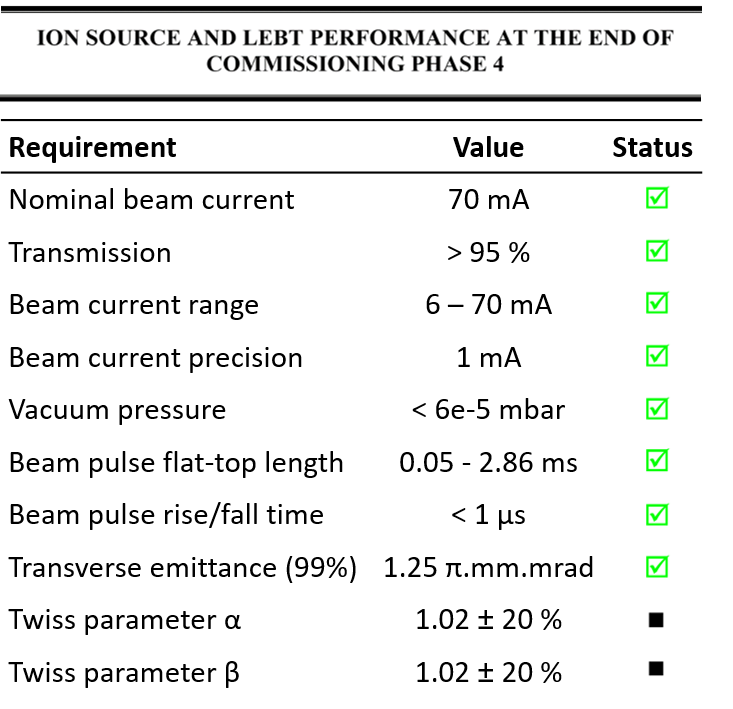 ION SOURCE AND LEBT PERFORMANCE AT THE END OF
COMMISSIONING PHASE 4
Requirement Value Status
Nominal beam current 70 mA ☑
Transmission > 95 % ☑
Beam current range 6 – 70 mA ☑
Beam current precision 1 mA ☑
Vacuum pressure < 6e-5 mbar ☑
Beam pulse flat-top length 0.05 - 2.86 ms ☑
Beam pulse rise/fall time < 1 μs ☑
Transverse emittance (99%) 1.25 π.mm.mrad ☑
Twiss parameter α 1.02 ± 20 % ■
Twiss parameter β 1.02 ± 20 % ■